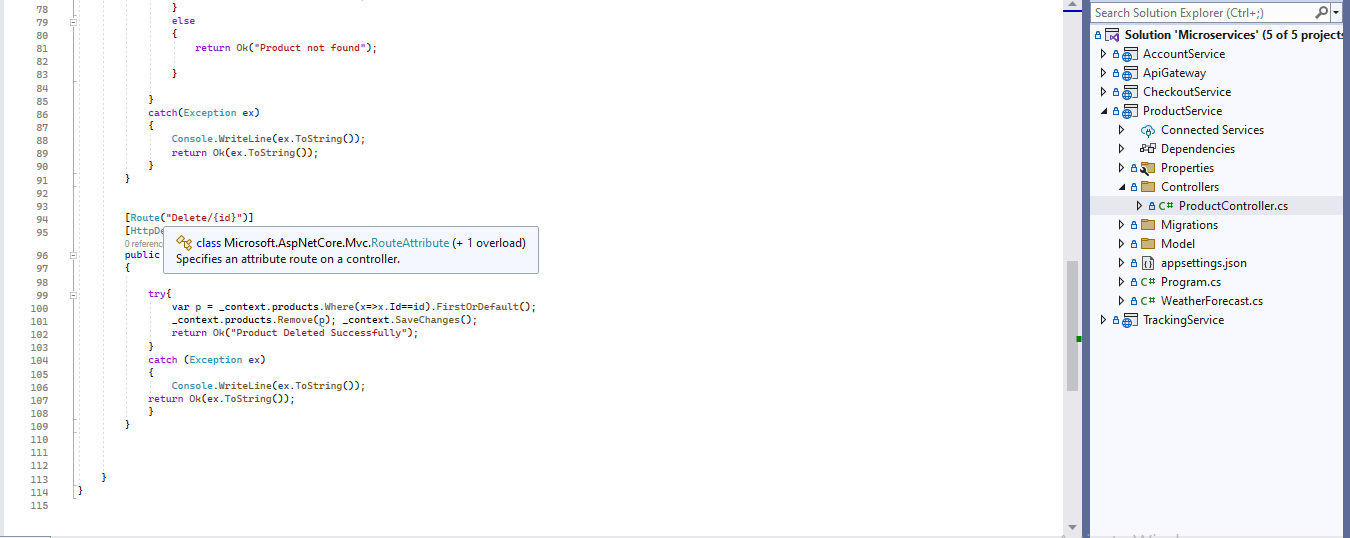 78 }
79 else
80 {
81 return Ok("Product not found");
82
83 }
84
85 }
86 catch(Exception ex)
87 {
88 Console.WriteLine(ex.ToString());
89 return Ok(ex.ToString());
90 }
91 }
92
93
94 [Route("Delete/{id}")]
95 [HttpDe
0 reference
class Microsoft.AspNetCore.Mvc.RouteAttribute (+ 1 overload)
Specifies an attribute route on a controller.
96 public
97 {
98
99 try{
100 var p = _context.products.Where(x=>x.Id==id).FirstOrDefault();
101 _context.products.Remove(p); _context.SaveChanges();
102 return Ok("Product Deleted Successfully");
103 }
104 catch (Exception ex)
105 {
106 Console.WriteLine(ex.ToString());
107 return Ok(ex.ToString());
108 }
109 }
110
111
112
113 }
114 }
115
Search Solution Explorer (Ctrl+;)
Solution 'Microservices' (5 of 5 projects
AccountService
ApiGateway
CheckoutService
ProductService
Connected Services
Dependencies
Properties
Controllers
C# ProductController.cs
Migrations
Model
appsettings.json
C# Program.cs
C# WeatherForecast.cs
TrackingService